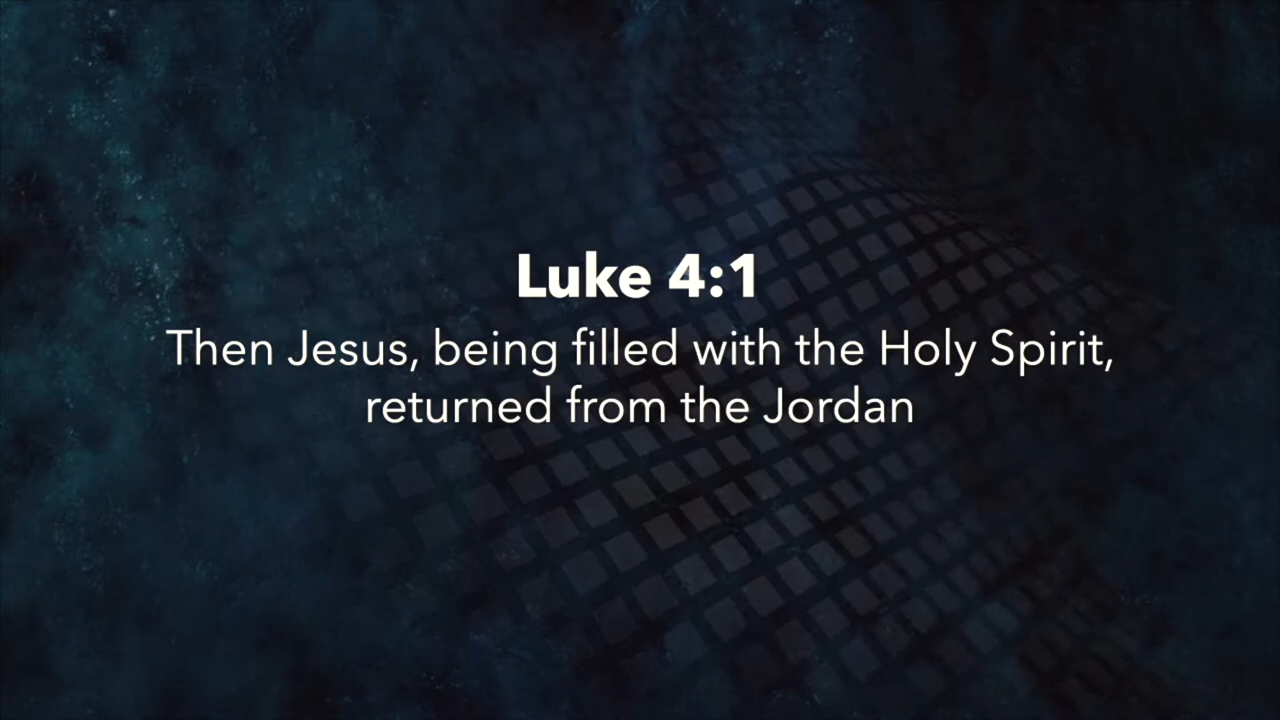 Luke 4:1
Then Jesus, being filled with the Holy Spirit,
returned from the Jordan